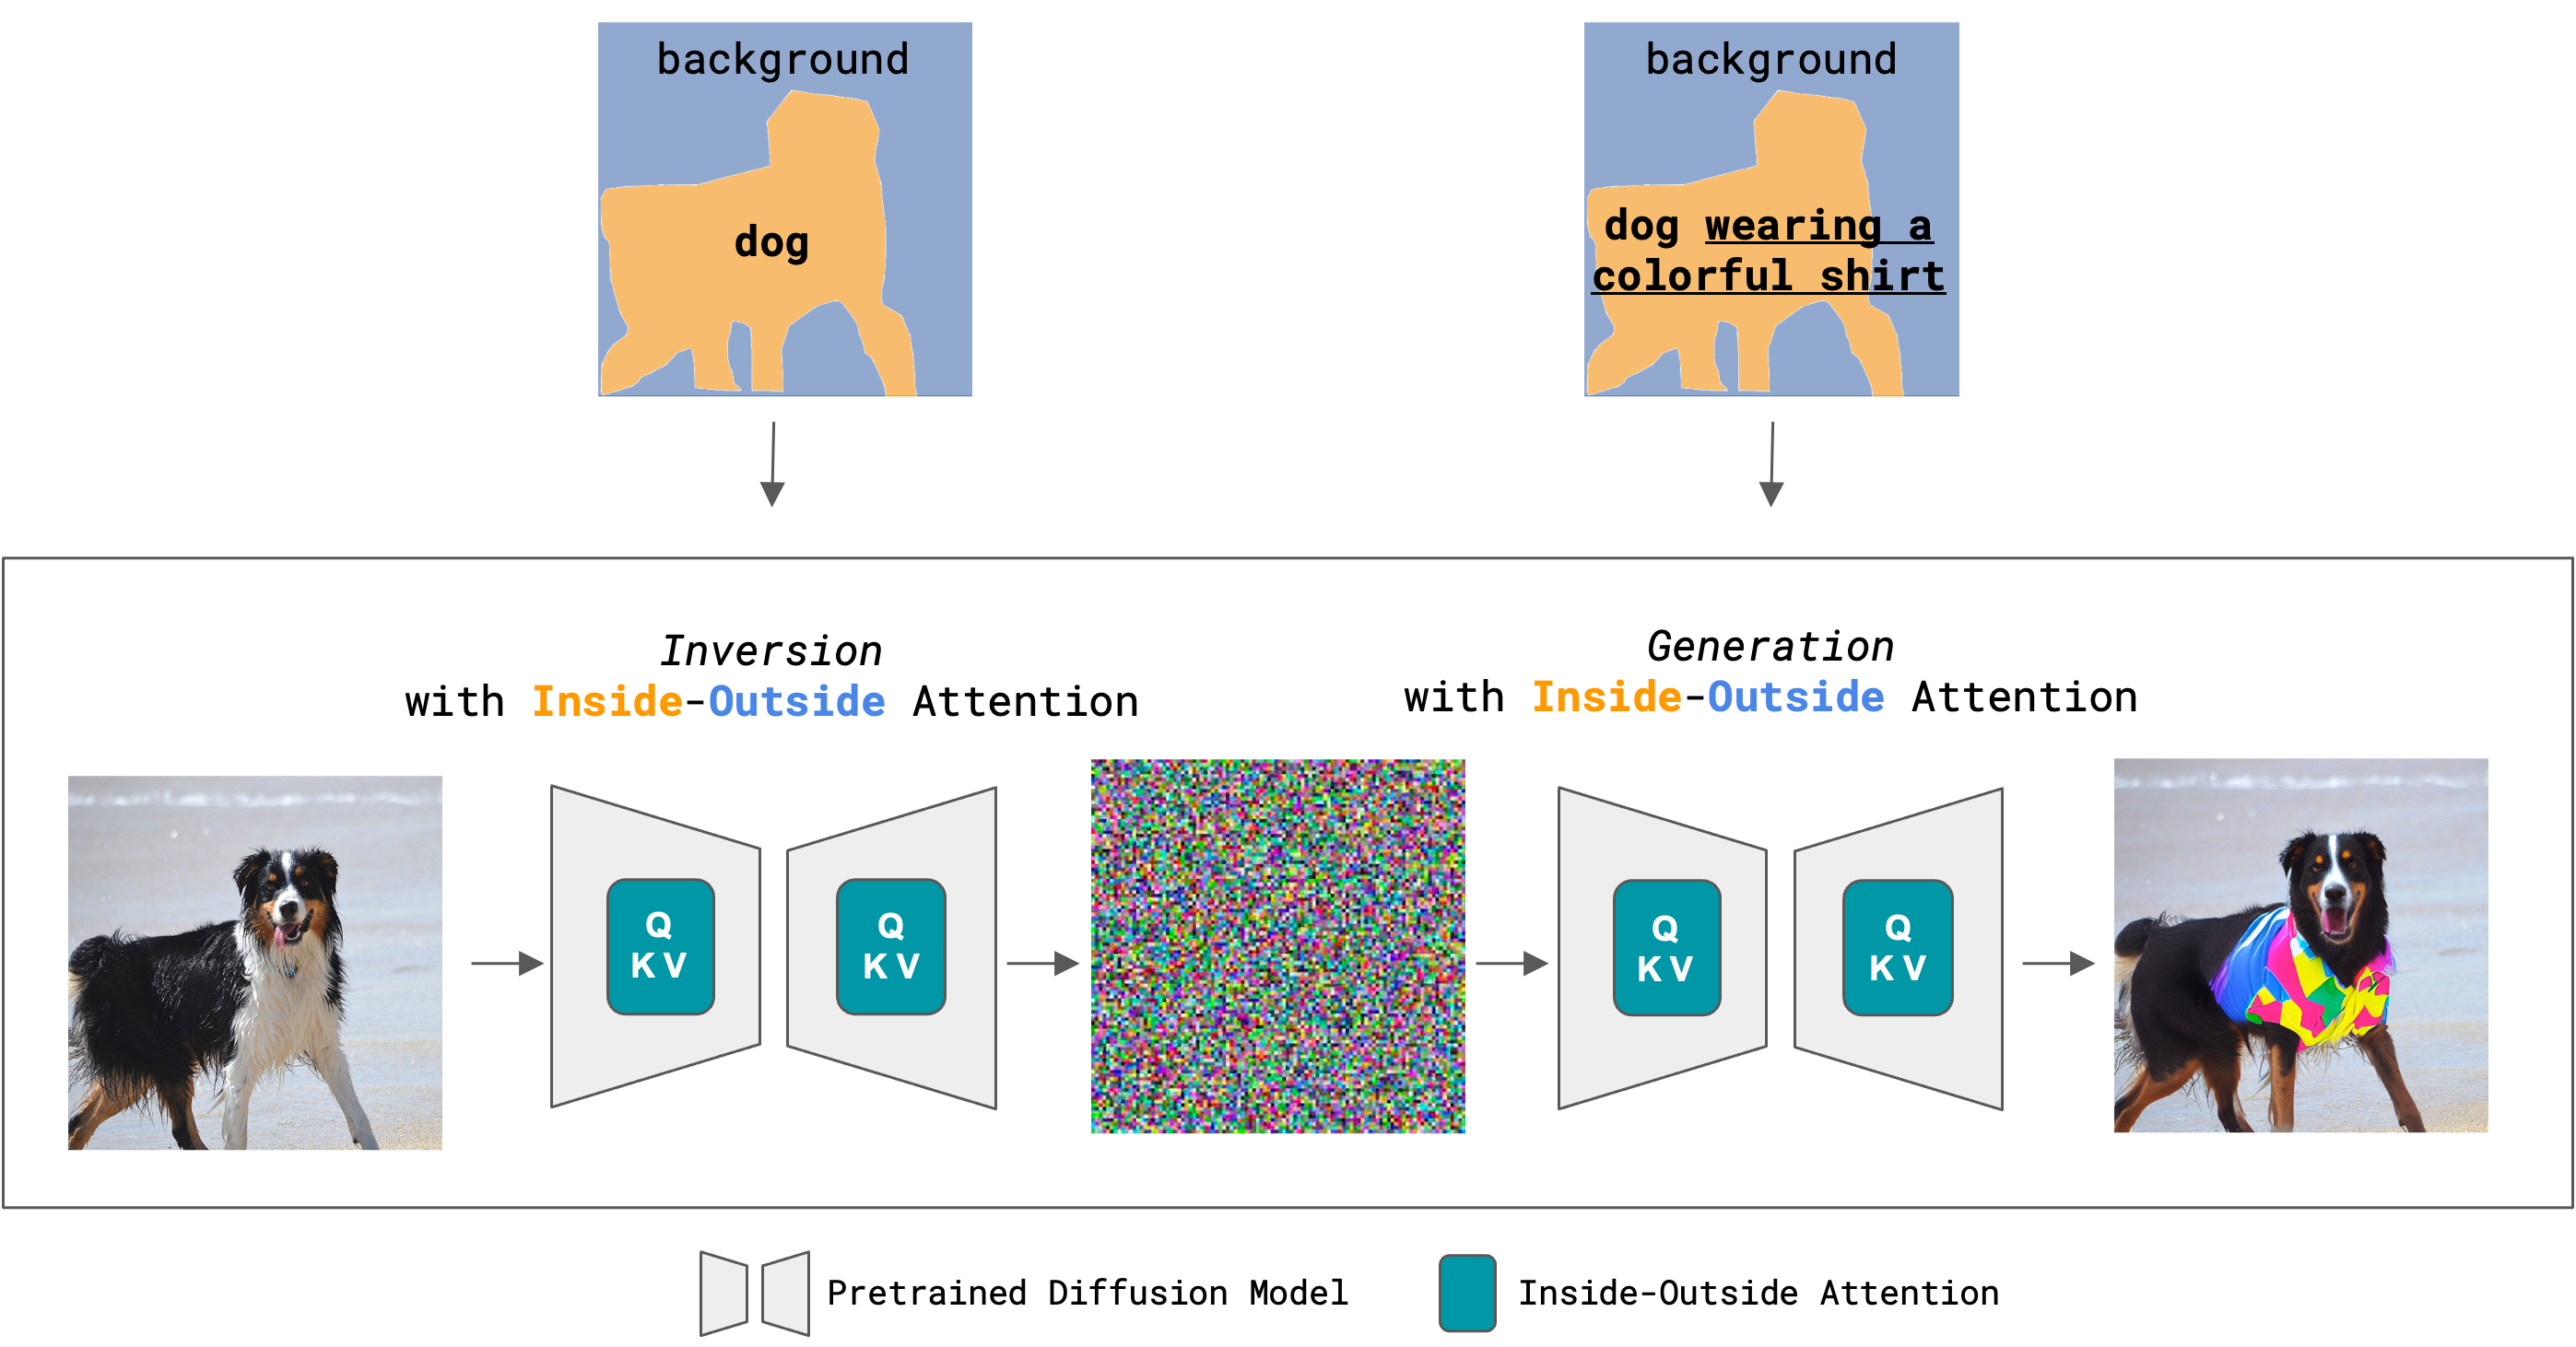 background
dog
background
dog wearing a
colorful shirt
Inversion
with Inside-Outside Attention
Generation
with Inside-Outside Attention
Q
K V
Q
K V
Q
K V
Q
K V
Pretrained Diffusion Model
Inside-Outside Attention